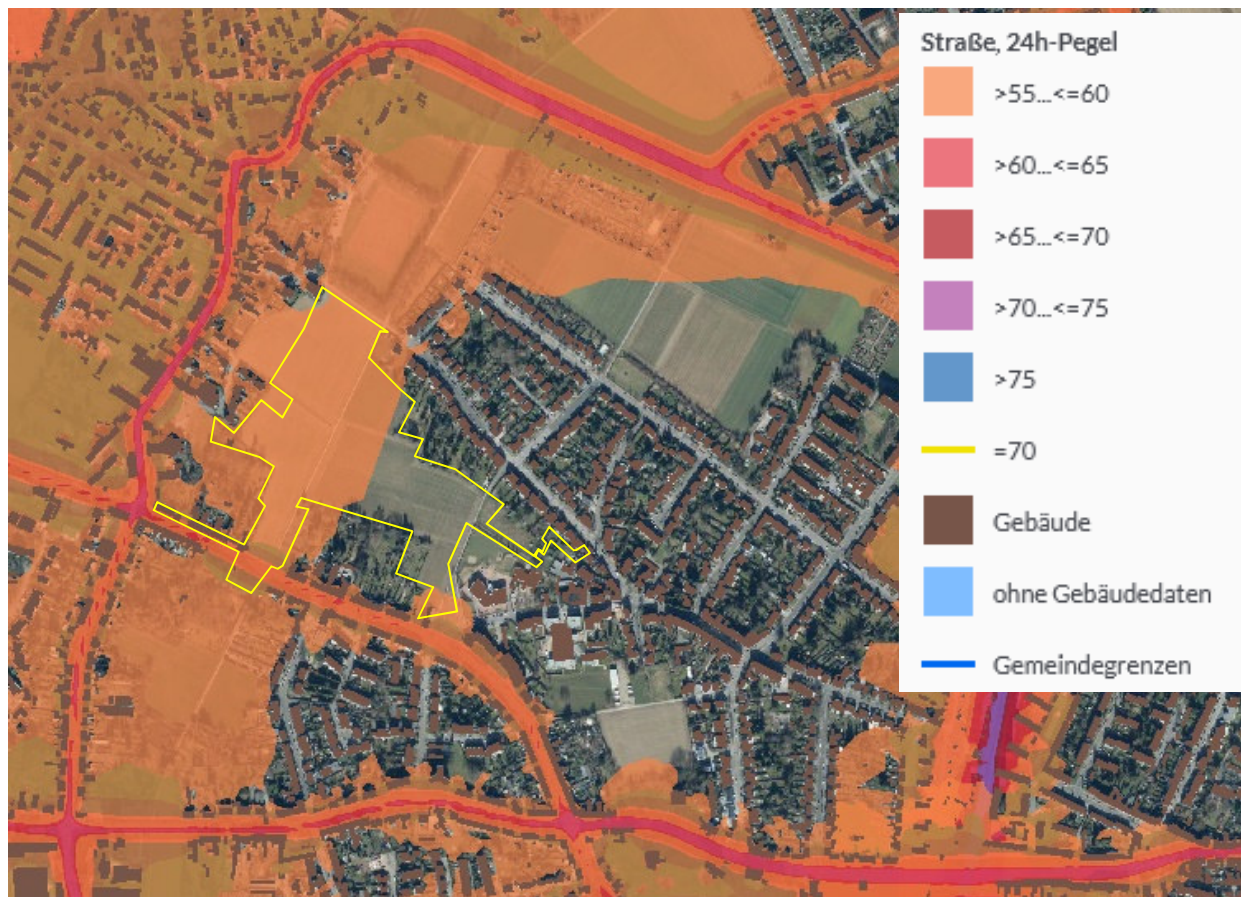 Straße, 24h-Pegel
>55...<=60
>60...<=65
>65...<=70
>70...<=75
>75
=70
Gebäude
ohne Gebäudedaten
Gemeindegrenzen